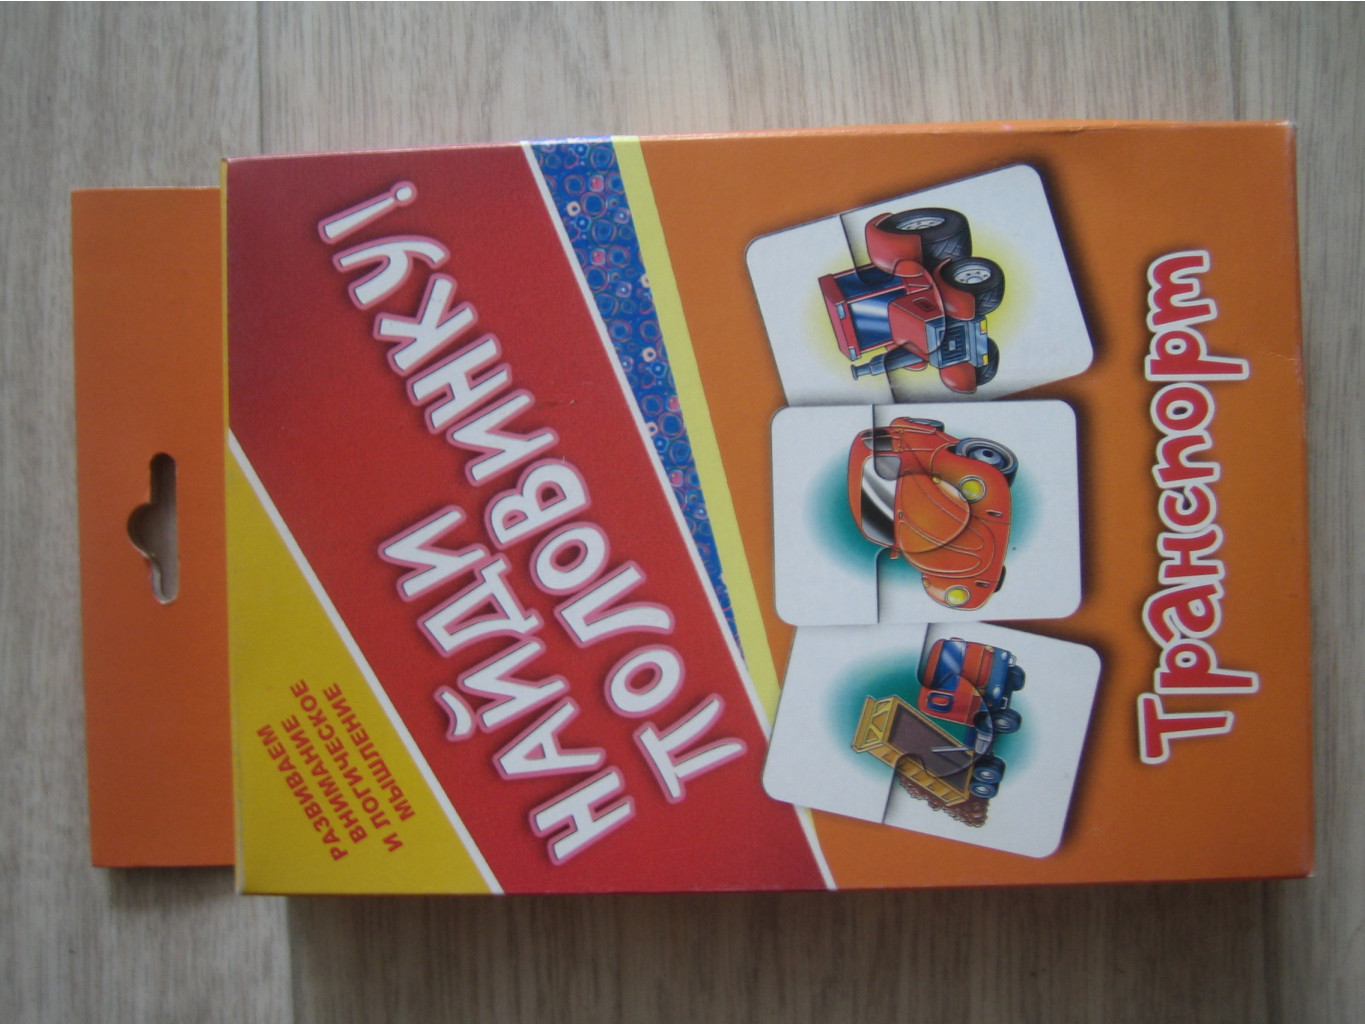 РАЗВИВАЕМ
ВНИМАНИЕ
И ЛОГИЧЕСКОЕ
МЫШЛЕНИЕ
НАЙДИ
ПОЛОВИНКУ!
Транспорт